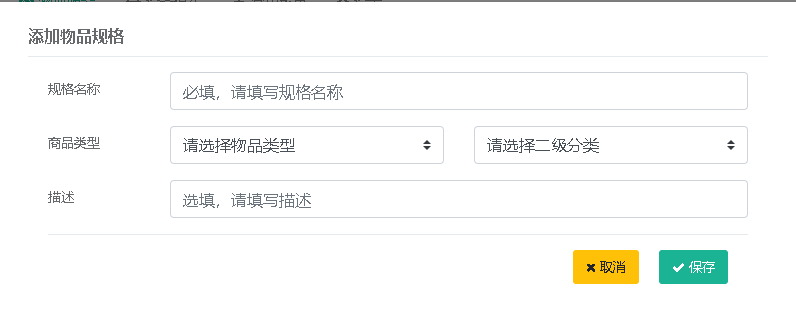 添加物品规格
规格名称
必填，请填写规格名称
商品类型
请选择物品类型
请选择二级分类
描述
选填，请填写描述
取消
保存